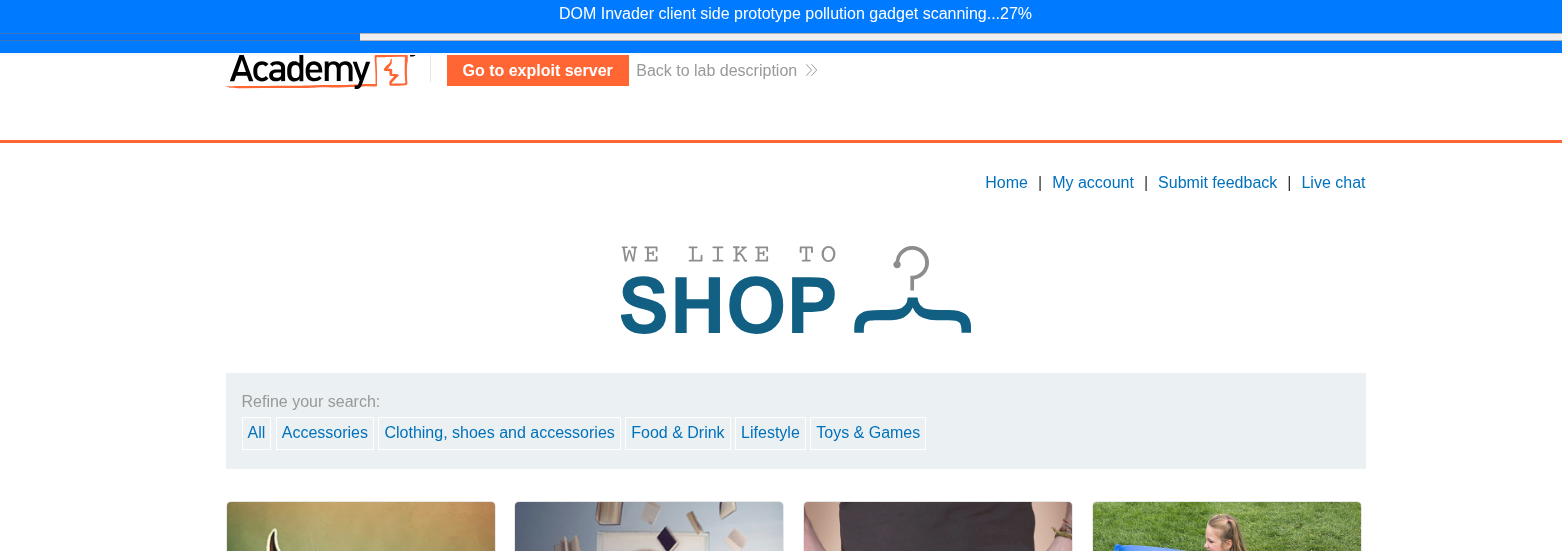 DOM Invader client side prototype pollution gadget scanning...27%
Academy
Go to exploit server
Back to lab description
Home | My account | Submit feedback | Live chat
WE LIKE TO
SHOP
Refine your search:
All Accessories Clothing, shoes and accessories Food & Drink Lifestyle Toys & Games